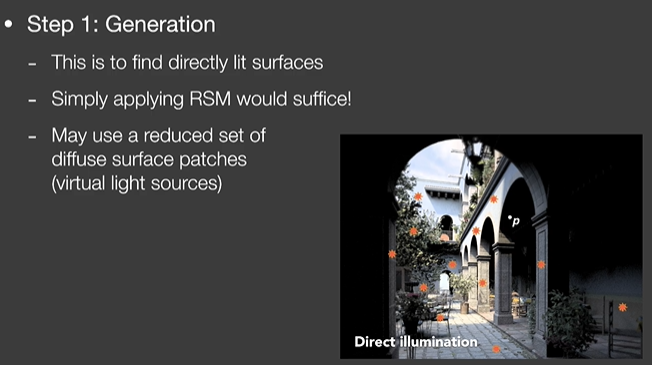 • Step 1: Generation
- This is to find directly lit surfaces
- Simply applying RSM would suffice!
- May use a reduced set of
diffuse surface patches
(virtual light sources)
p
Direct illumination